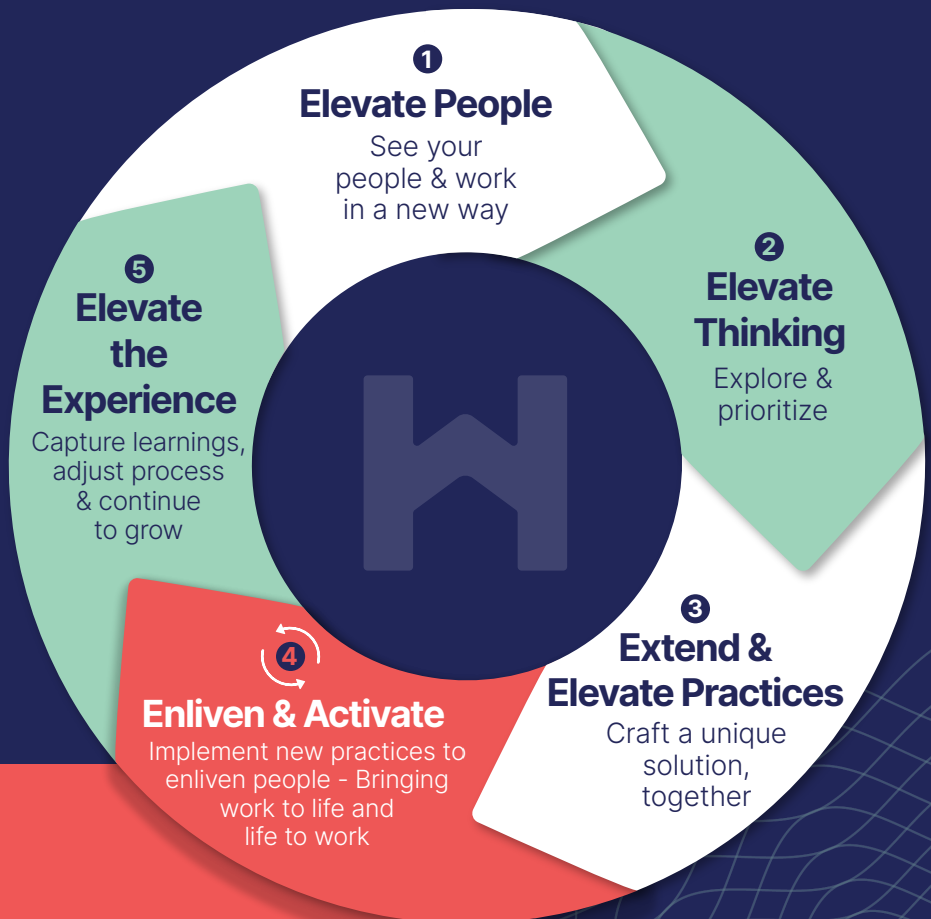 1
Elevate People
See your
people & work
in a new way
2
Elevate
Thinking
Explore &
prioritize
3
Extend &
Elevate Practices
Craft a unique
solution,
together
4
Enliven & Activate
Implement new practices to
enliven people - Bringing
work to life and
life to work
5
Elevate
the
Experience
Capture learnings,
adjust process
& continue
to grow